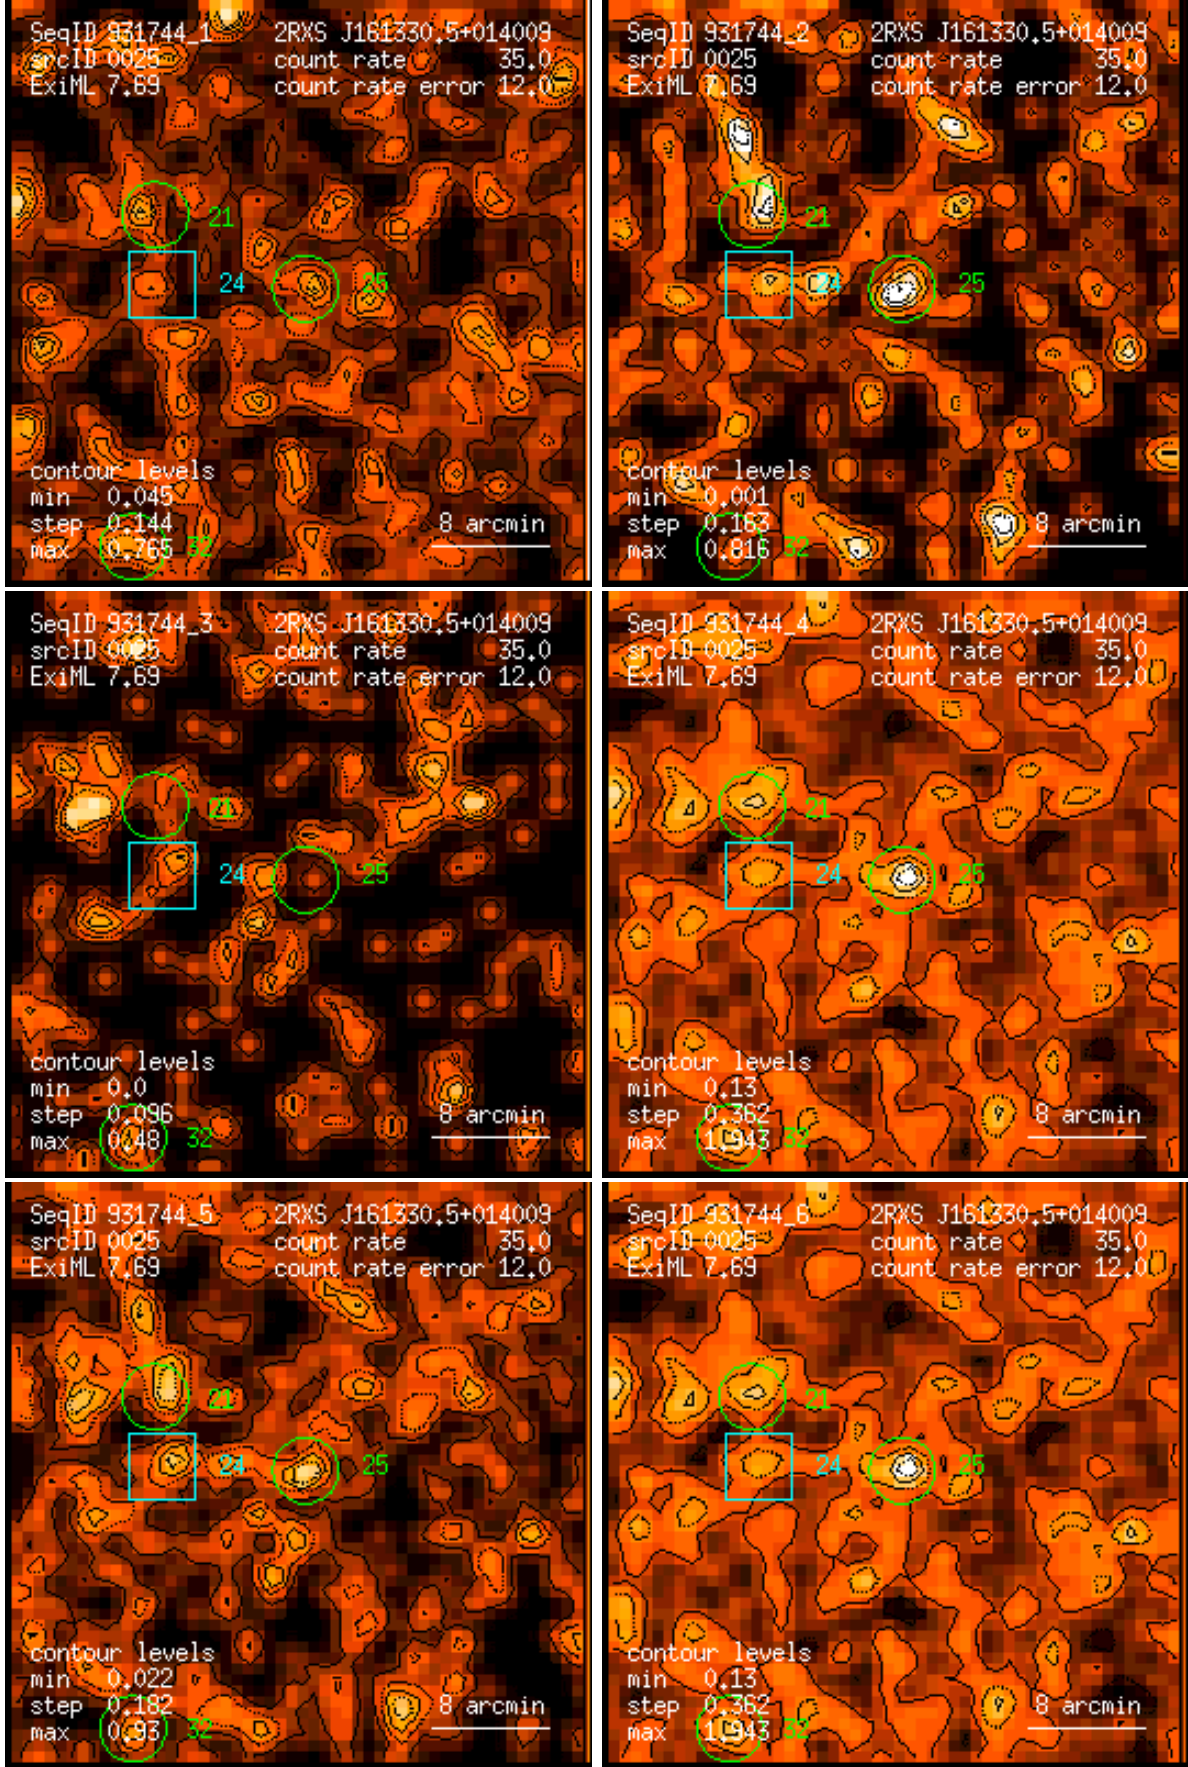 SeqID 931744_1 2RXS J161330.5+014009
srcID 0025 count rate 35.0
ExiML 7.69 count rate error 12.0
21
24 25
contour levels
min 0.045
step 0.144 8 arcmin
max 0.765 32
SeqID 931744_2 2RXS J161330.5+014009
srcID 0025 count rate 35.0
ExiML 7.69 count rate error 12.0
21
24 25
contour levels
min 0.001
step 0.163 8 arcmin
max 0.816 32
SeqID 931744_3 2RXS J161330.5+014009
srcID 0025 count rate 35.0
ExiML 7.69 count rate error 12.0
21
24 25
contour levels
min 0.0
step 0.096 8 arcmin
max 0.48 32
SeqID 931744_4 2RXS J161330.5+014009
srcID 0025 count rate 35.0
ExiML 7.69 count rate error 12.0
21
24 25
contour levels
min 0.13
step 0.362 8 arcmin
max 1.943 32
SeqID 931744_5 2RXS J161330.5+014009
srcID 0025 count rate 35.0
ExiML 7.69 count rate error 12.0
21
24 25
contour levels
min 0.022
step 0.182 8 arcmin
max 0.93 32
SeqID 931744_6 2RXS J161330.5+014009
srcID 0025 count rate 35.0
ExiML 7.69 count rate error 12.0
21
24 25
contour levels
min 0.13
step 0.362 8 arcmin
max 1.943 32